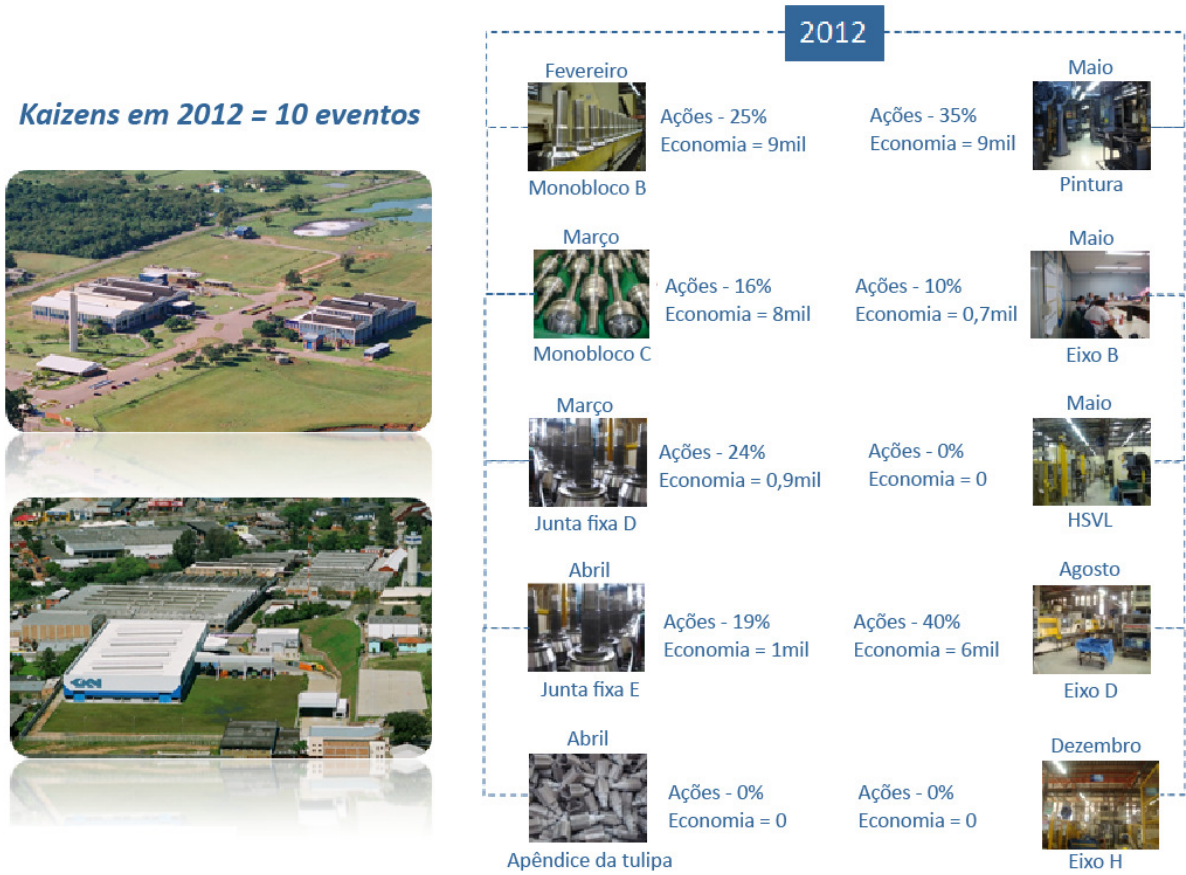 2012
Kaizens em 2012 = 10 eventos
Fevereiro
Ações - 25%
Economia = 9mil
Monobloco B
Março
Ações - 16%
Economia = 8mil
Monobloco C
Março
Ações - 24%
Economia = 0,9mil
Junta fixa D
Abril
Ações - 19%
Economia = 1mil
Junta fixa E
Abril
Ações - 0%
Economia = 0
Apêndice da tulipa
Maio
Ações - 35%
Economia = 9mil
Pintura
Maio
Ações - 10%
Economia = 0,7mil
Eixo B
Maio
Ações - 0%
Economia = 0
HSVL
Agosto
Ações - 40%
Economia = 6mil
Eixo D
Dezembro
Ações - 0%
Economia = 0
Eixo H
GKN